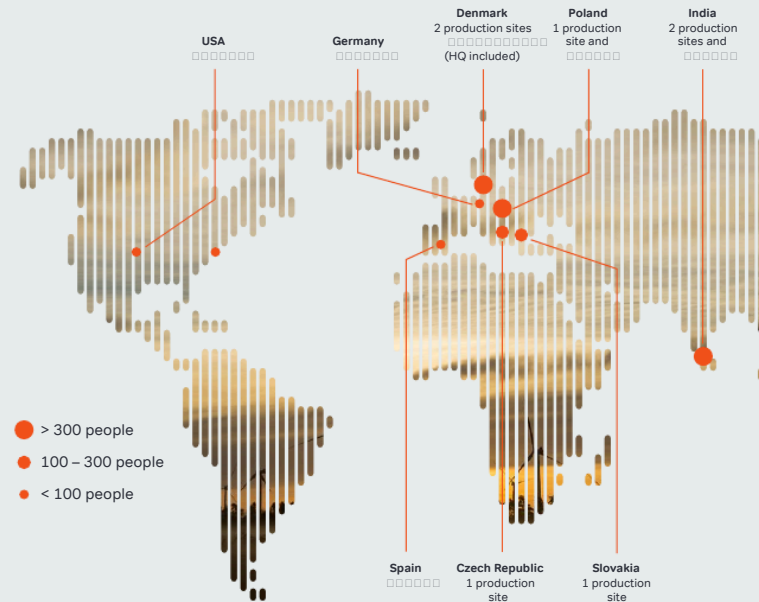 Denmark
2 production sites
(HQ included)
Poland
1 production
site and
India
2 production
sites and
USA
Germany
> 300 people
100 – 300 people
< 100 people
Spain
Czech Republic
1 production
site
Slovakia
1 production
site